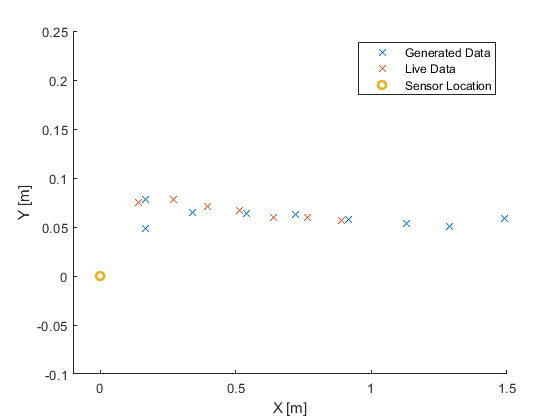 0.25
0.2
0.15
0.1
0.05
0
-0.05
-0.1
Y [m]
0
0.5
1
1.5
X [m]
Generated Data
Live Data
Sensor Location